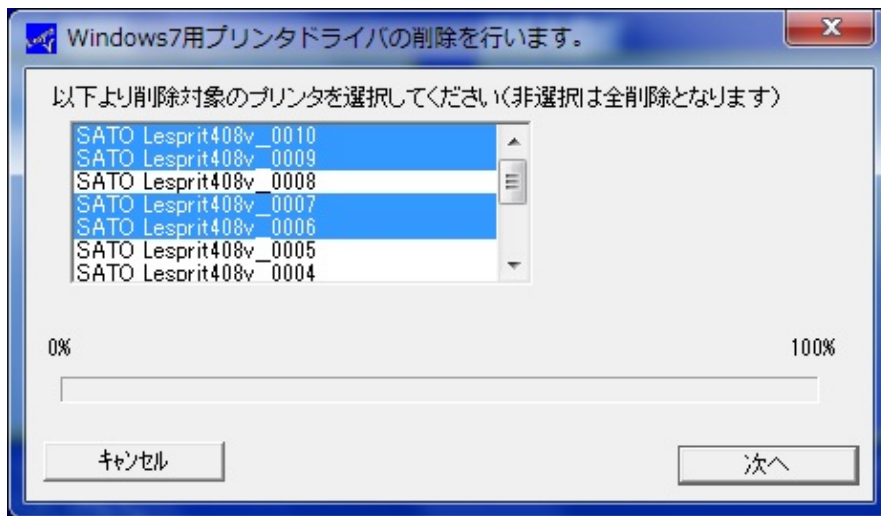 Windows7用プリンタドライバの削除を行います。
以下より削除対象のプリンタを選択してください(非選択は全削除となります)
SATO Lesprit408v_0010
SATO Lesprit408v_0009
SATO Lesprit408v_0008
SATO Lesprit408v_0007
SATO Lesprit408v_0006
SATO Lesprit408v_0005
SATO Lesprit408v_0004
0% 100%
キャンセル 次へ